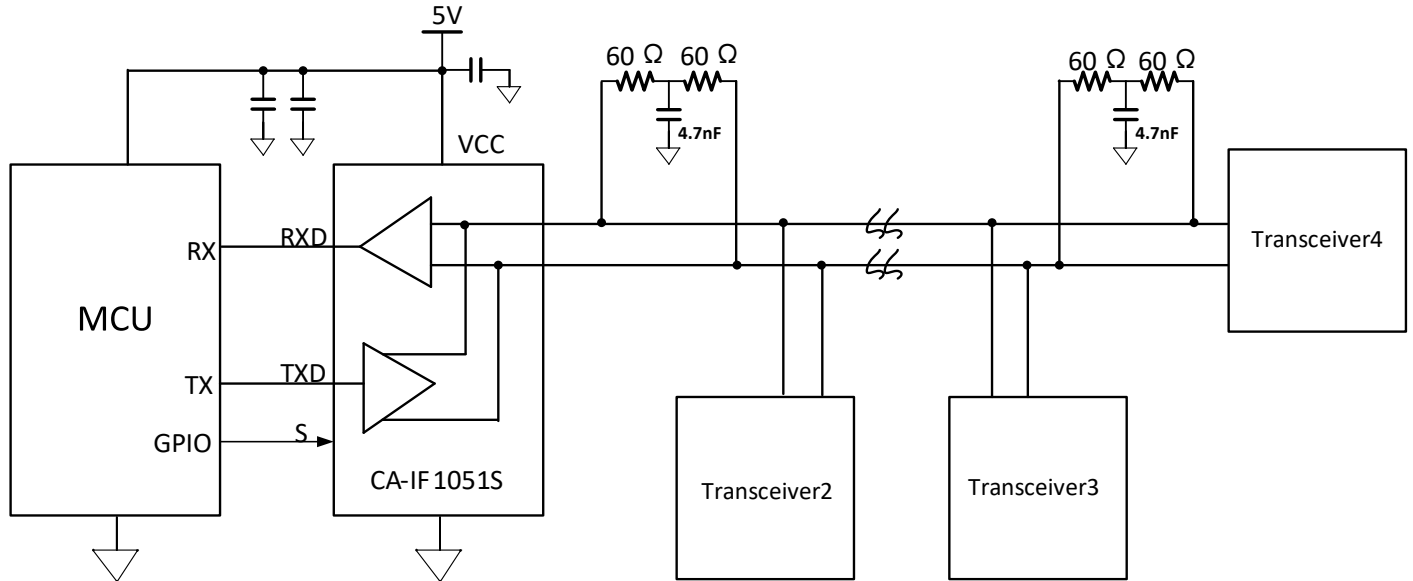 5V
60 Ω 60 Ω
60 Ω 60 Ω
4.7nF
4.7nF
VCC
RX
RXD
MCU
TX
TXD
GPIO
S
CA-IF1051S
Transceiver2
Transceiver3
Transceiver4